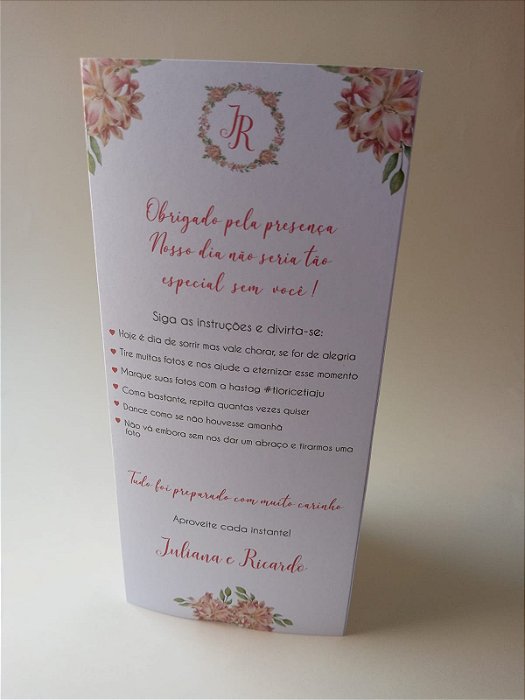 JR
Obrigado pela presença
Nosso dia não seria tão
especial sem você!
Siga as instruções e divirta-se:
Hoje é dia de sorrir mas vale chorar, se for de alegria
Tire muitas fotos e nos ajude a eternizar esse momento
Marque suas fotos com a hastag #tioricetiaju
Coma bastante, repita quantas vezes quiser
Dance como se não houvesse amanhã
Não vá embora sem nos dar um abraço e tirarmos uma
foto
Tudo foi preparado com muito carinho
Aproveite cada instante!
Juliana e Ricardo